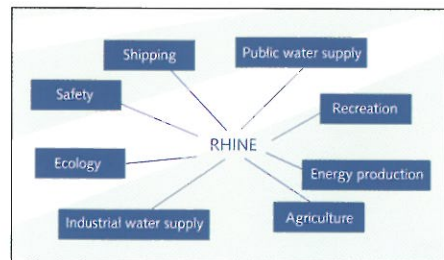 Shipping
Public water supply
Safety
Recreation
RHINE
Ecology
Energy production
Industrial water supply
Agriculture